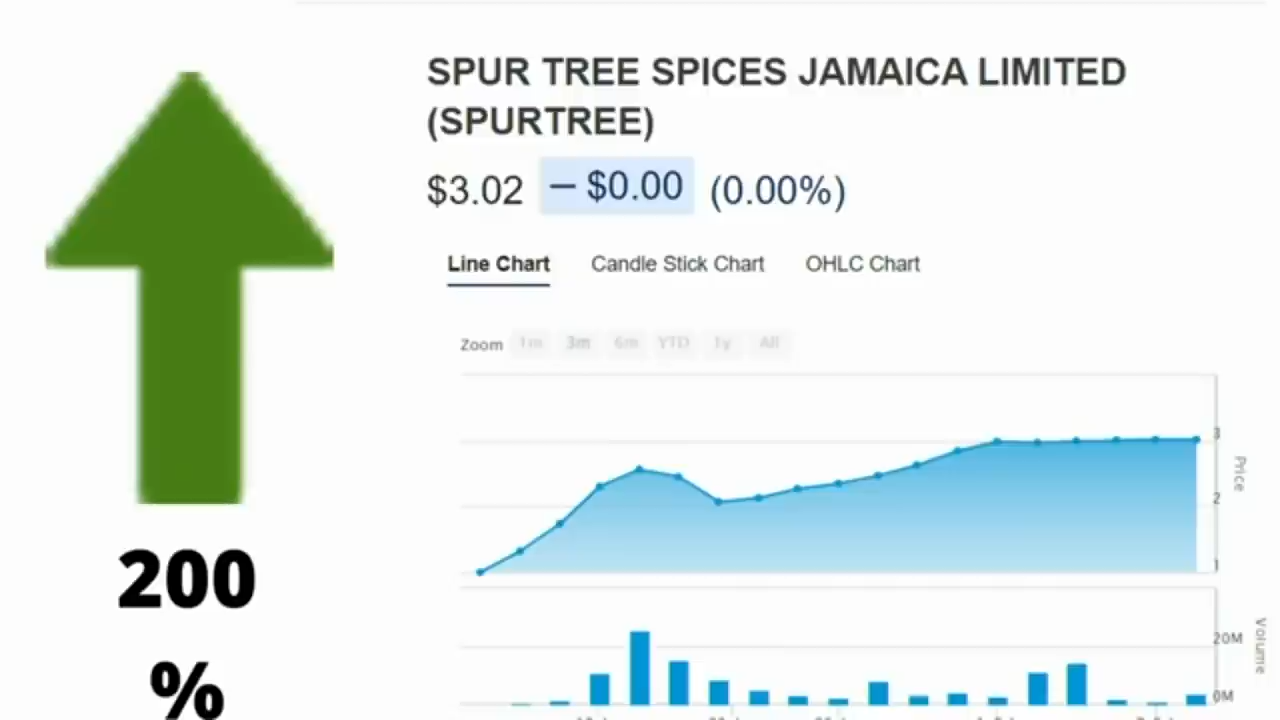 SPUR TREE SPICES JAMAICA LIMITED
(SPURTREE)
$3.02 – $0.00 (0.00%)
Line Chart Candle Stick Chart OHLC Chart
Zoom 1m 3m 6m YTD 1y All
3
Price
2
1
200
%
20M
Volume
0M